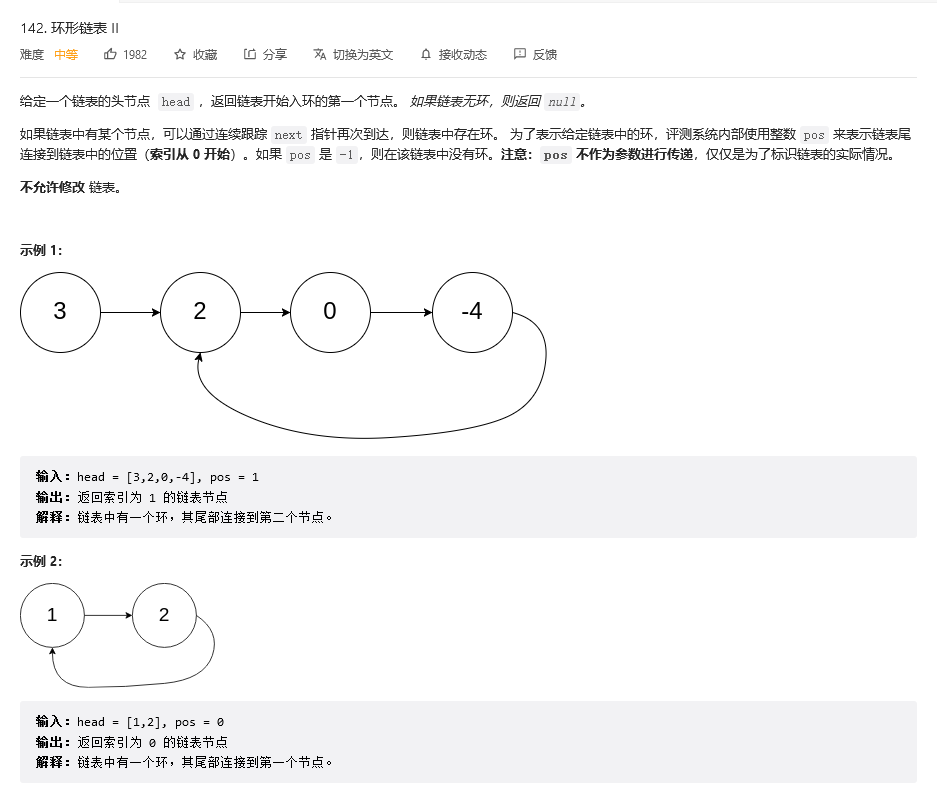 142. 环形链表 II
难度 中等 1982 收藏 分享 切换为英文 接收动态 反馈
给定一个链表的头节点 head ，返回链表开始入环的第一个节点。 如果链表无环，则返回 null。
如果链表中有某个节点，可以通过连续跟踪 next 指针再次到达，则链表中存在环。 为了表示给定链表中的环，评测系统内部使用整数 pos 来表示链表尾
连接到链表中的位置（索引从 0 开始）。如果 pos 是 -1，则在该链表中没有环。注意：pos 不作为参数进行传递，仅仅是为了标识链表的实际情况。
不允许修改 链表。
示例 1：
3 2 0 -4
输入：head = [3,2,0,-4], pos = 1
输出：返回索引为 1 的链表节点
解释：链表中有一个环，其尾部连接到第二个节点。
示例 2：
1 2
输入：head = [1,2], pos = 0
输出：返回索引为 0 的链表节点
解释：链表中有一个环，其尾部连接到第一个节点。